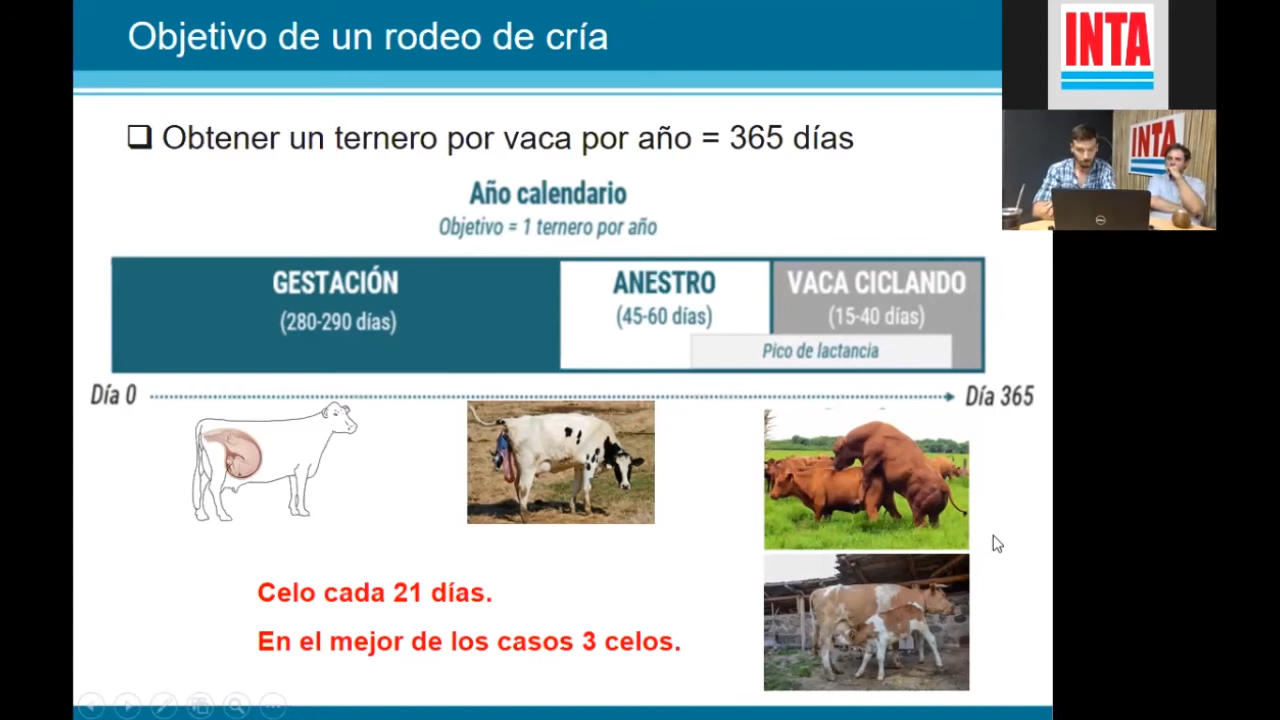 Objetivo de un rodeo de cría
INTA
INTA
❑ Obtener un ternero por vaca por año = 365 días
Año calendario
Objetivo = 1 ternero por año
GESTACIÓN
(280-290 días)
ANESTRO
(45-60 días)
VACA CICLANDO
(15-40 días)
Pico de lactancia
Día 0
Día 365
Celo cada 21 días.
En el mejor de los casos 3 celos.